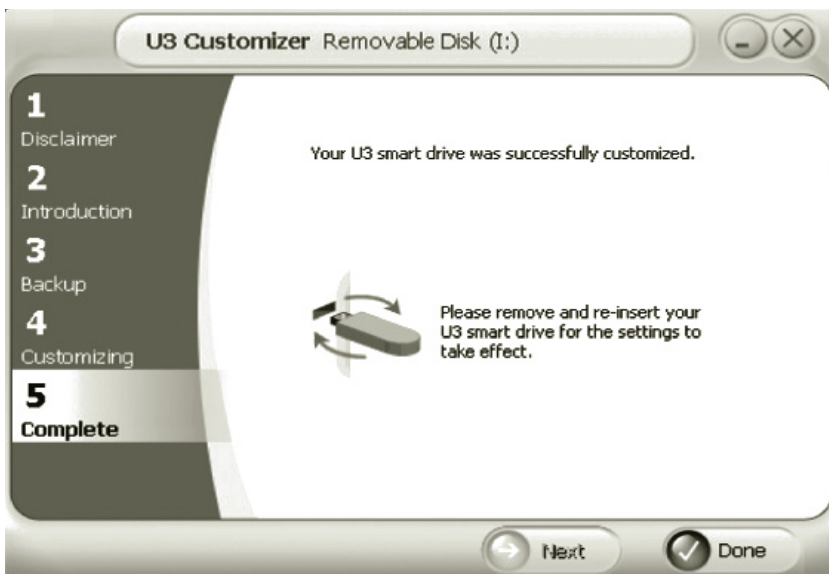 U3 Customizer Removable Disk (I:)
1
Disclaimer
2
Introduction
3
Backup
4
Customizing
5
Complete
Your U3 smart drive was successfully customized.
Please remove and re-insert your
U3 smart drive for the settings to
take effect.
Next
Done